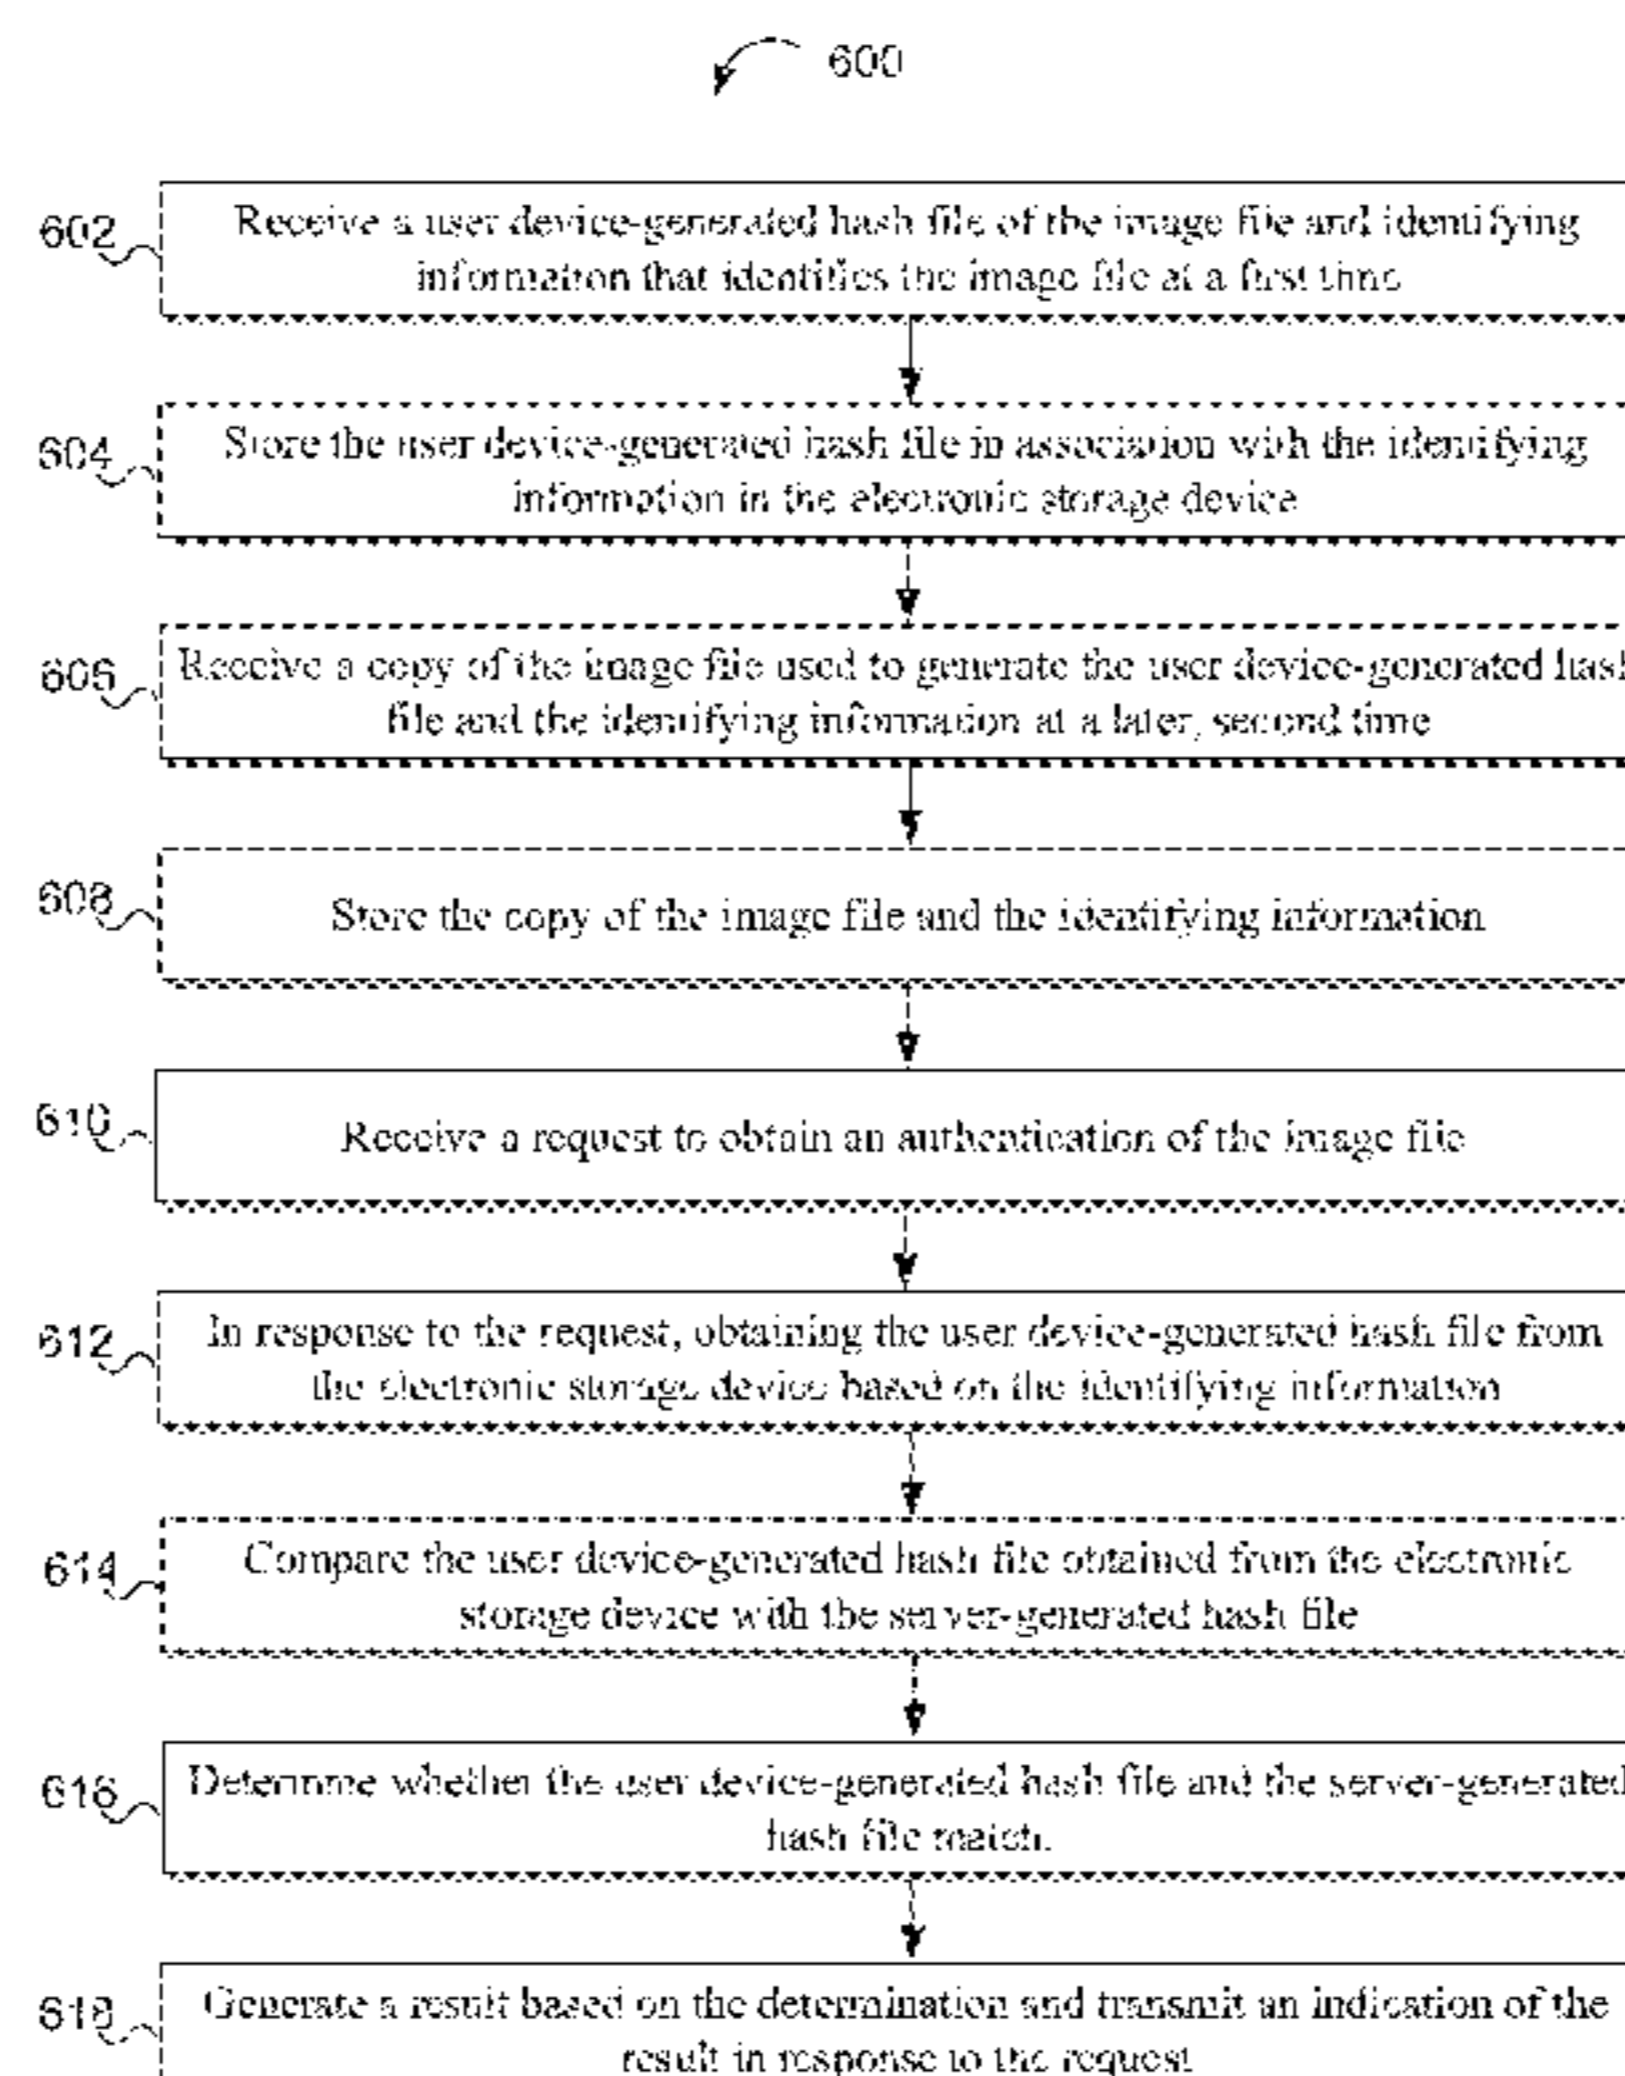 600
602
Receive a user device-generated hash file of the image file and identifying
information that identifies the image file at a first time
604
Store the user device-generated hash file in association with the identifying
information in the electronic storage device
606
Receive a copy of the image file used to generate the user device-generated hash
file and the identifying information at a later, second time
608
Store the copy of the image file and the identifying information
610
Receive a request to obtain an authentication of the image file
612
In response to the request, obtaining the user device-generated hash file from
the electronic storage device based on the identifying information
614
Compare the user device-generated hash file obtained from the electronic
storage device with the server-generated hash file
616
Determine whether the user device-generated hash file and the server-generated
hash file match.
618
Generate a result based on the determination and transmit an indication of the
result in response to the request